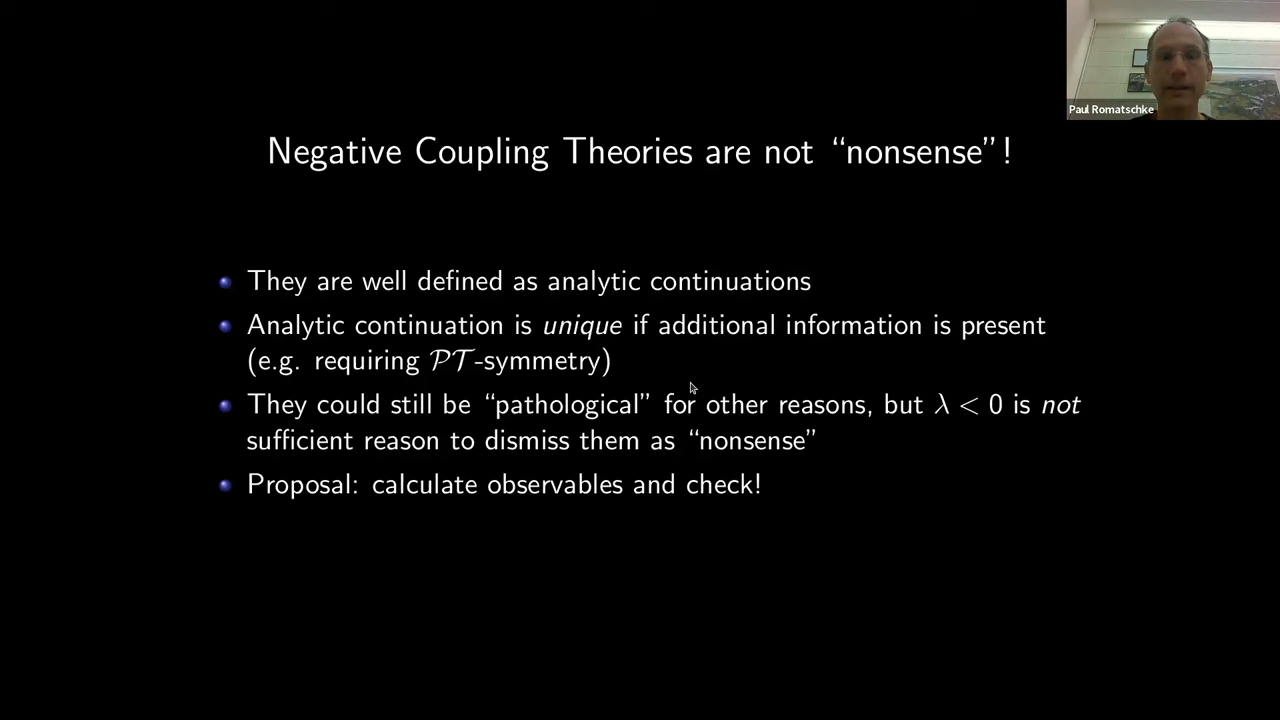 Paul Romatschke
Negative Coupling Theories are not “nonsense”!
They are well defined as analytic continuations
Analytic continuation is unique if additional information is present
(e.g. requiring 𝒫𝒯-symmetry)
They could still be “pathological” for other reasons, but λ < 0 is not
sufficient reason to dismiss them as “nonsense”
Proposal: calculate observables and check!